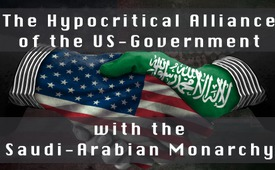 The Hypocritical Alliance
of the US-Government
with the
Saudi-Arabian Monarchy